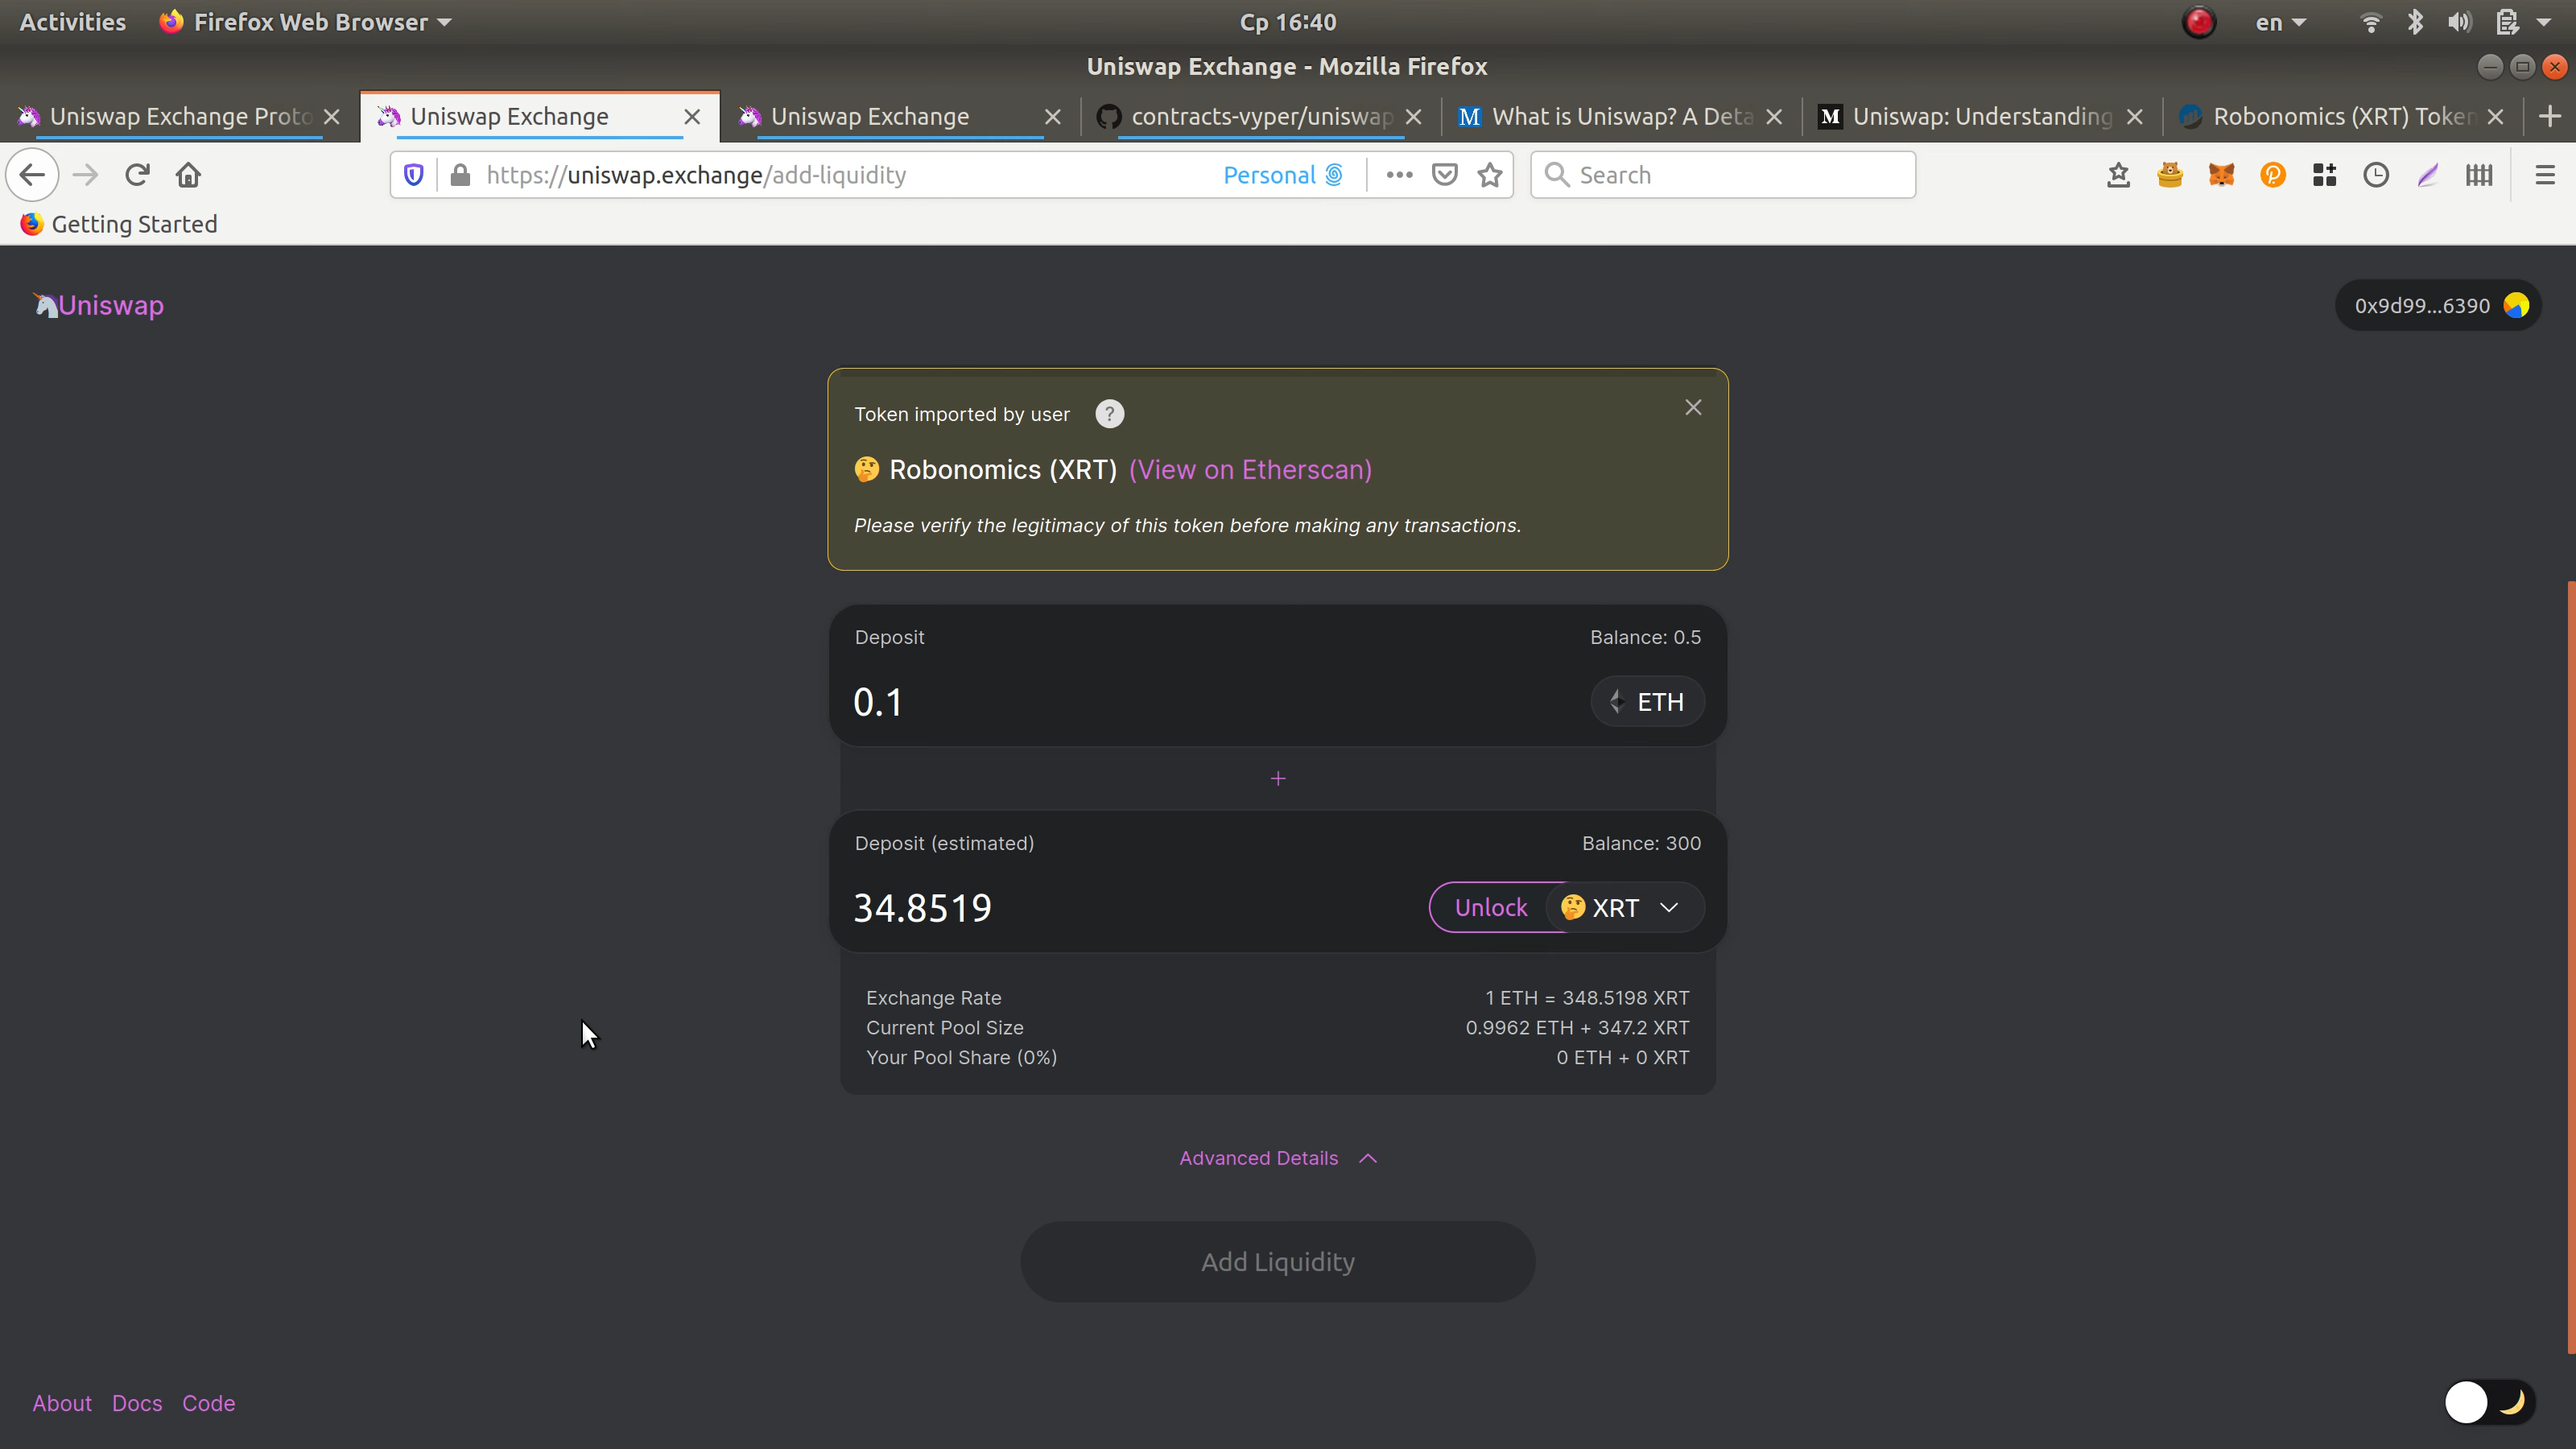 Activities Firefox Web Browser Ср 16:40 en
Uniswap Exchange - Mozilla Firefox
Uniswap Exchange Proto Uniswap Exchange Uniswap Exchange contracts-vyper/uniswap What is Uniswap? A Deta Uniswap: Understanding Robonomics (XRT) Token
https://uniswap.exchange/add-liquidity Personal Search
Getting Started
Uniswap 0x9d99...6390
Token imported by user ?
Robonomics (XRT) (View on Etherscan)
Please verify the legitimacy of this token before making any transactions.
Deposit Balance: 0.5
0.1 ETH
+
Deposit (estimated) Balance: 300
34.8519 Unlock XRT
Exchange Rate 1 ETH = 348.5198 XRT
Current Pool Size 0.9962 ETH + 347.2 XRT
Your Pool Share (0%) 0 ETH + 0 XRT
Advanced Details
Add Liquidity
About Docs Code